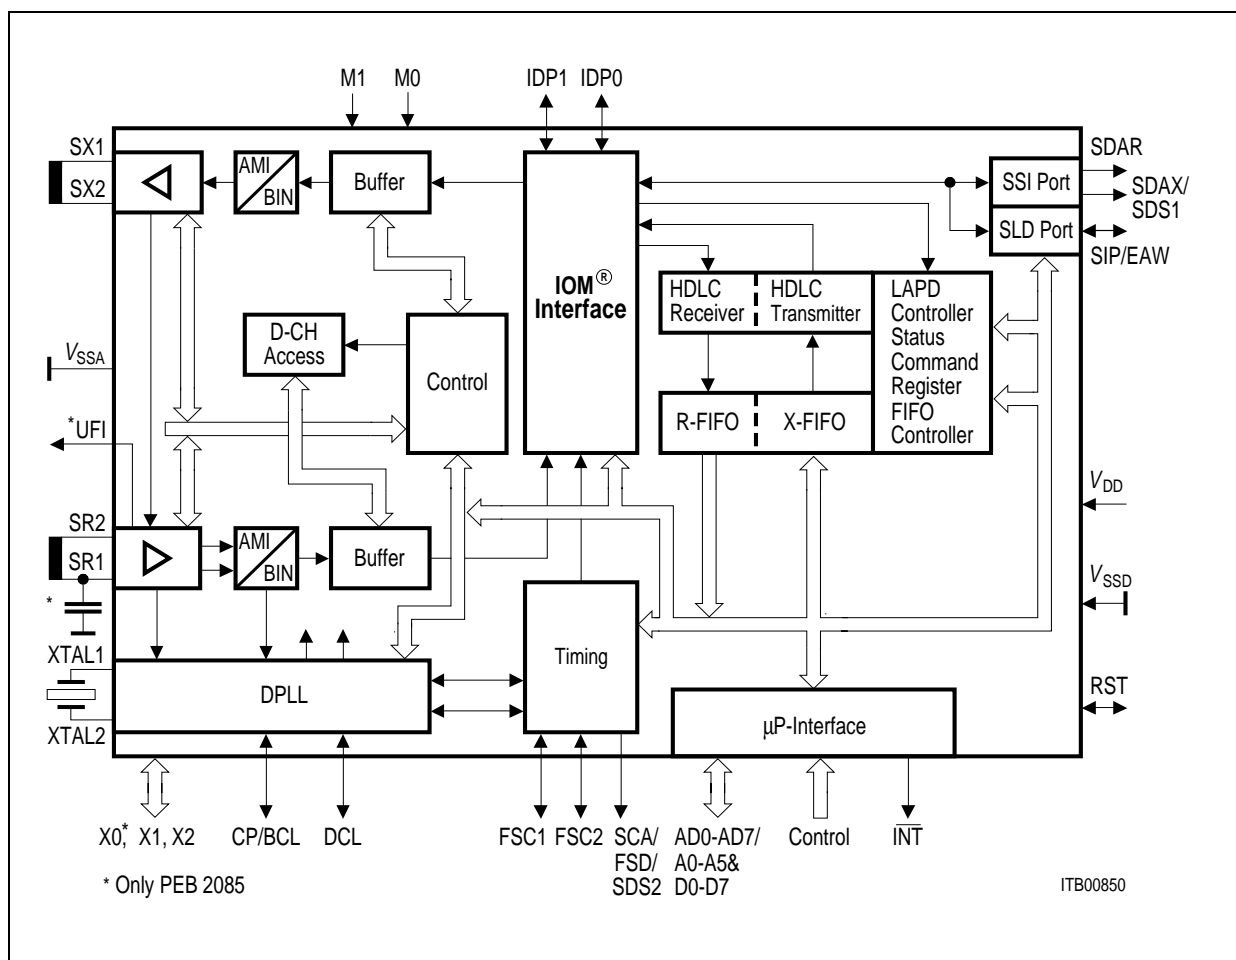 M1 M0 IDP1 IDP0
SX1
SX2
AMI
BIN
Buffer
IOM®
Interface
SSI Port
SLD Port
SDAR
SDAX/
SDS1
SIP/EAW
HDLC
Receiver
HDLC
Transmitter
LAPD
Controller
Status
Command
Register
FIFO
Controller
D-CH
Access
Control
R-FIFO
X-FIFO
VSSA
*UFI
SR2
SR1
*
AMI
BIN
Buffer
VDD
VSSD
XTAL1
XTAL2
DPLL
Timing
µP-Interface
RST
X0,* X1, X2
CP/BCL
DCL
FSC1 FSC2
SCA/
FSD/
SDS2
AD0-AD7/
A0-A5&
D0-D7
Control
INT
* Only PEB 2085
ITB00850